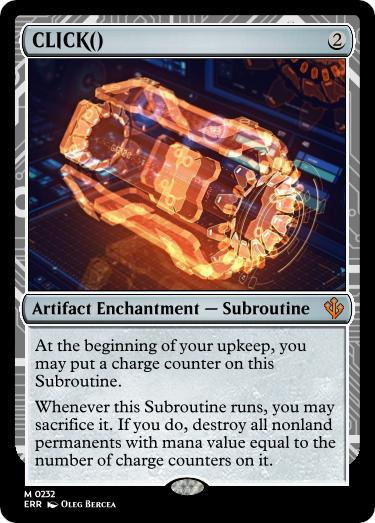 CLICK()
2
Artifact Enchantment — Subroutine
At the beginning of your upkeep, you
may put a charge counter on this
Subroutine.
Whenever this Subroutine runs, you may
sacrifice it. If you do, destroy all nonland
permanents with mana value equal to the
number of charge counters on it.
M 0232
ERR Oleg Bercea